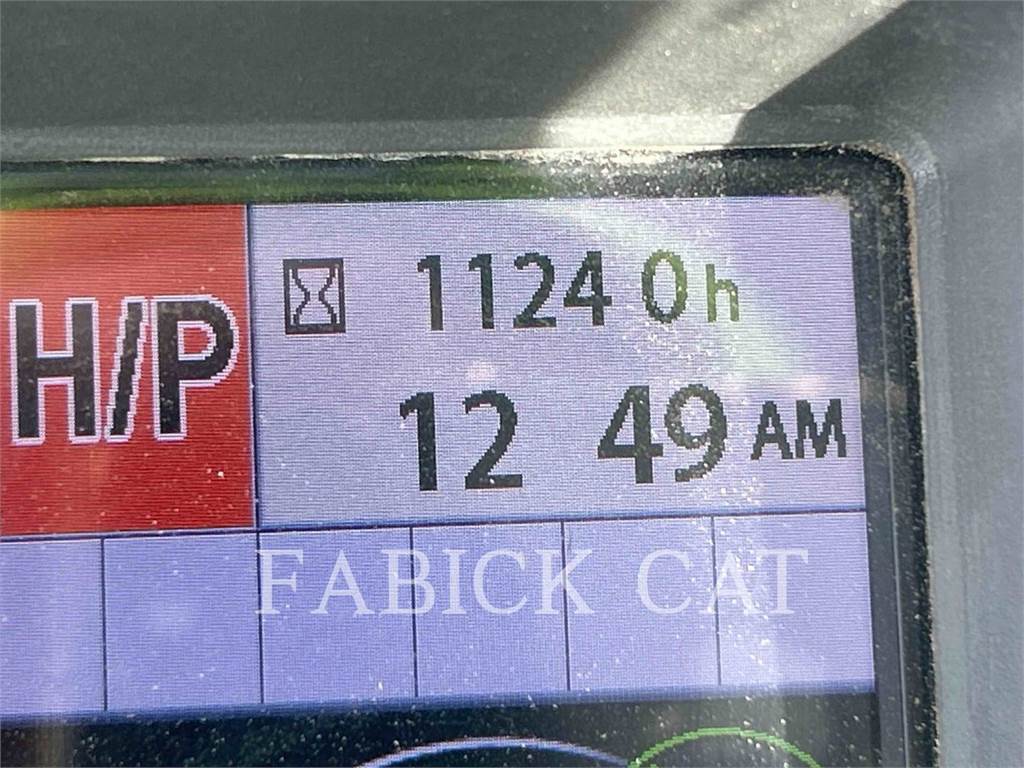 H/P
1124 0h
12 49 AM
FABICK CAT